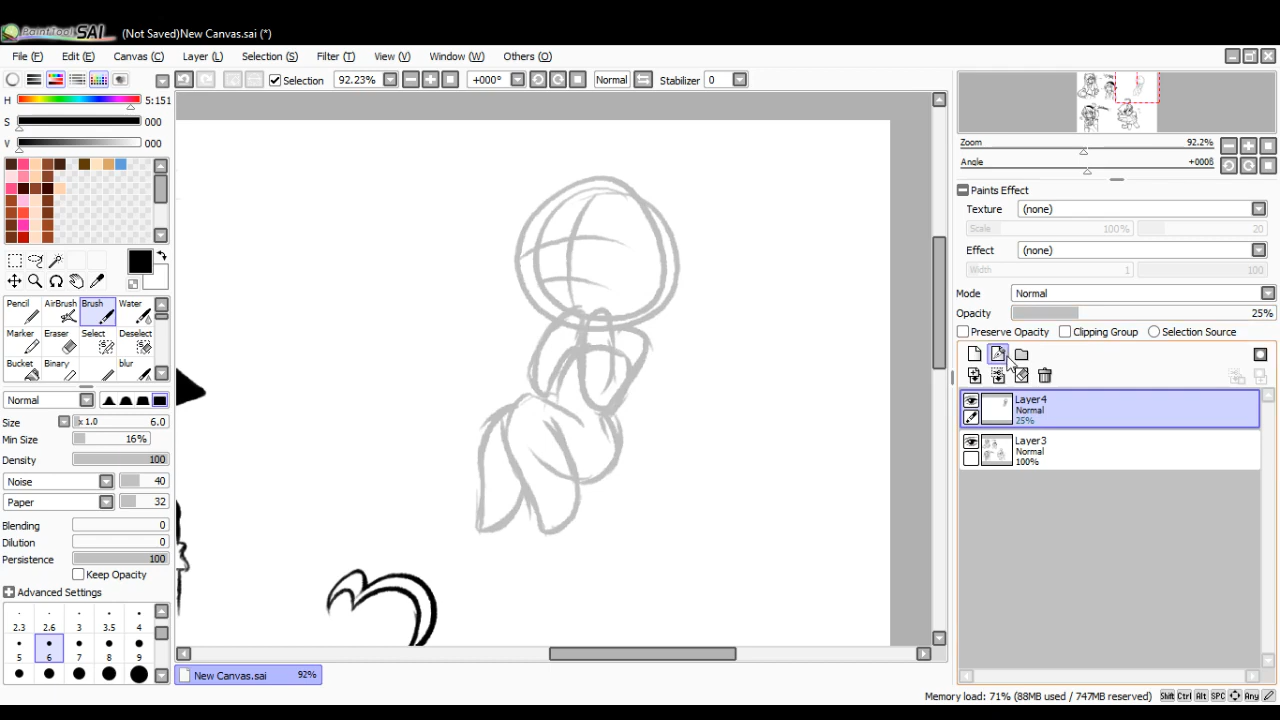 PaintTool SAI (Not Saved)New Canvas.sai (*)
File (F) Edit (E) Canvas (C) Layer (L) Selection (S) Filter (T) View (V) Window (W) Others (O)
Selection 92.23% +000° Normal Stabilizer 0
H 5:151
S 000
V 000
Zoom 92.2%
Angle +000ß
Paints Effect
Texture (none)
Scale 100% 20
Effect (none)
Width 1 100
Mode Normal
Opacity 25%
Preserve Opacity Clipping Group Selection Source
Layer4
Normal
25%
Layer3
Normal
100%
Pencil AirBrush Brush Water
Marker Eraser Select Deselect
Bucket Binary blur
Normal
Size x 1.0 6.0
Min Size 16%
Density 100
Noise 40
Paper 32
Blending 0
Dilution 0
Persistence 100
Keep Opacity
Advanced Settings
2.3 2.6 3 3.5 4
5 6 7 8 9
New Canvas.sai 92%
Memory load: 71% (88MB used / 747MB reserved) Shift Ctrl Alt SPC Any